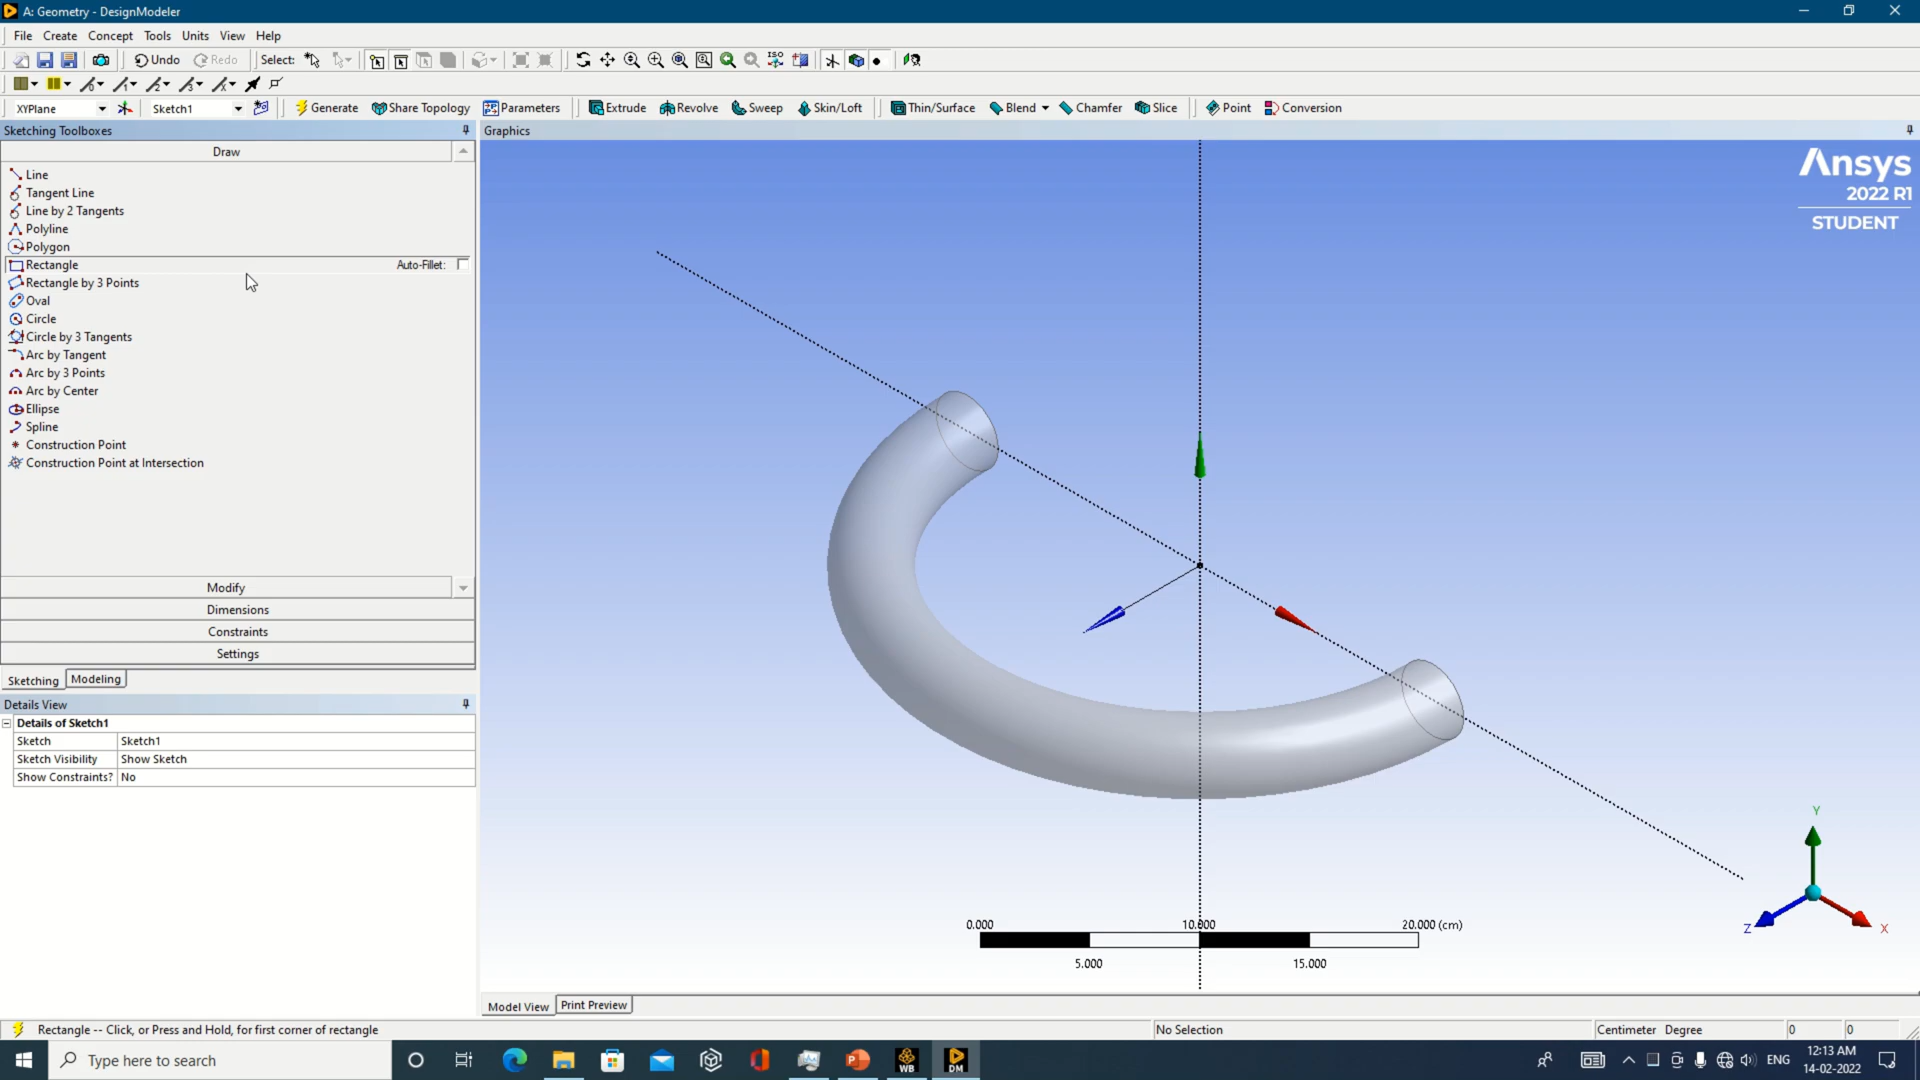 A: Geometry - DesignModeler
File Create Concept Tools Units View Help
Undo Redo Select:
XYPlane Sketch1 Generate Share Topology Parameters Extrude Revolve Sweep Skin/Loft Thin/Surface Blend Chamfer Slice Point Conversion
Sketching Toolboxes
Graphics
Draw
Line
Tangent Line
Line by 2 Tangents
Polyline
Polygon
Rectangle Auto-Fillet:
Rectangle by 3 Points
Oval
Circle
Circle by 3 Tangents
Arc by Tangent
Arc by 3 Points
Arc by Center
Ellipse
Spline
Construction Point
Construction Point at Intersection
Modify
Dimensions
Constraints
Settings
Sketching Modeling
Details View
Details of Sketch1
Sketch Sketch1
Sketch Visibility Show Sketch
Show Constraints? No
Ansys
2022 R1
STUDENT
Y
Z
X
0.000 10.000 20.000 (cm)
5.000 15.000
Model View Print Preview
Rectangle -- Click, or Press and Hold, for first corner of rectangle
No Selection
Centimeter Degree 0 0
Type here to search
WB
DM
ENG
12:13 AM
14-02-2022